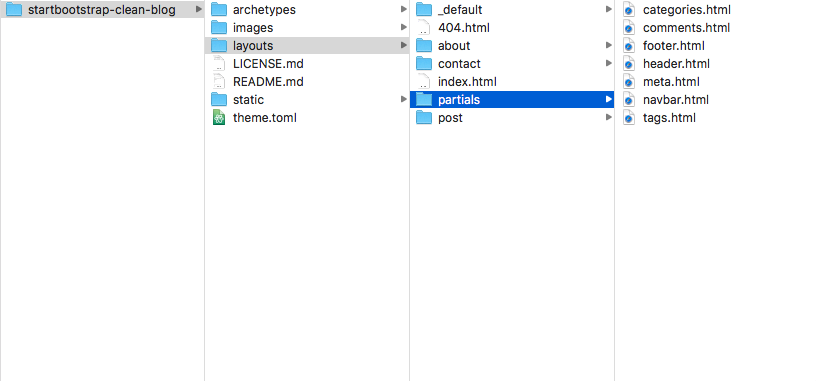 startbootstrap-clean-blog
archetypes
images
layouts
LICENSE.md
README.md
static
theme.toml
_default
404.html
about
contact
index.html
partials
post
categories.html
comments.html
footer.html
header.html
meta.html
navbar.html
tags.html